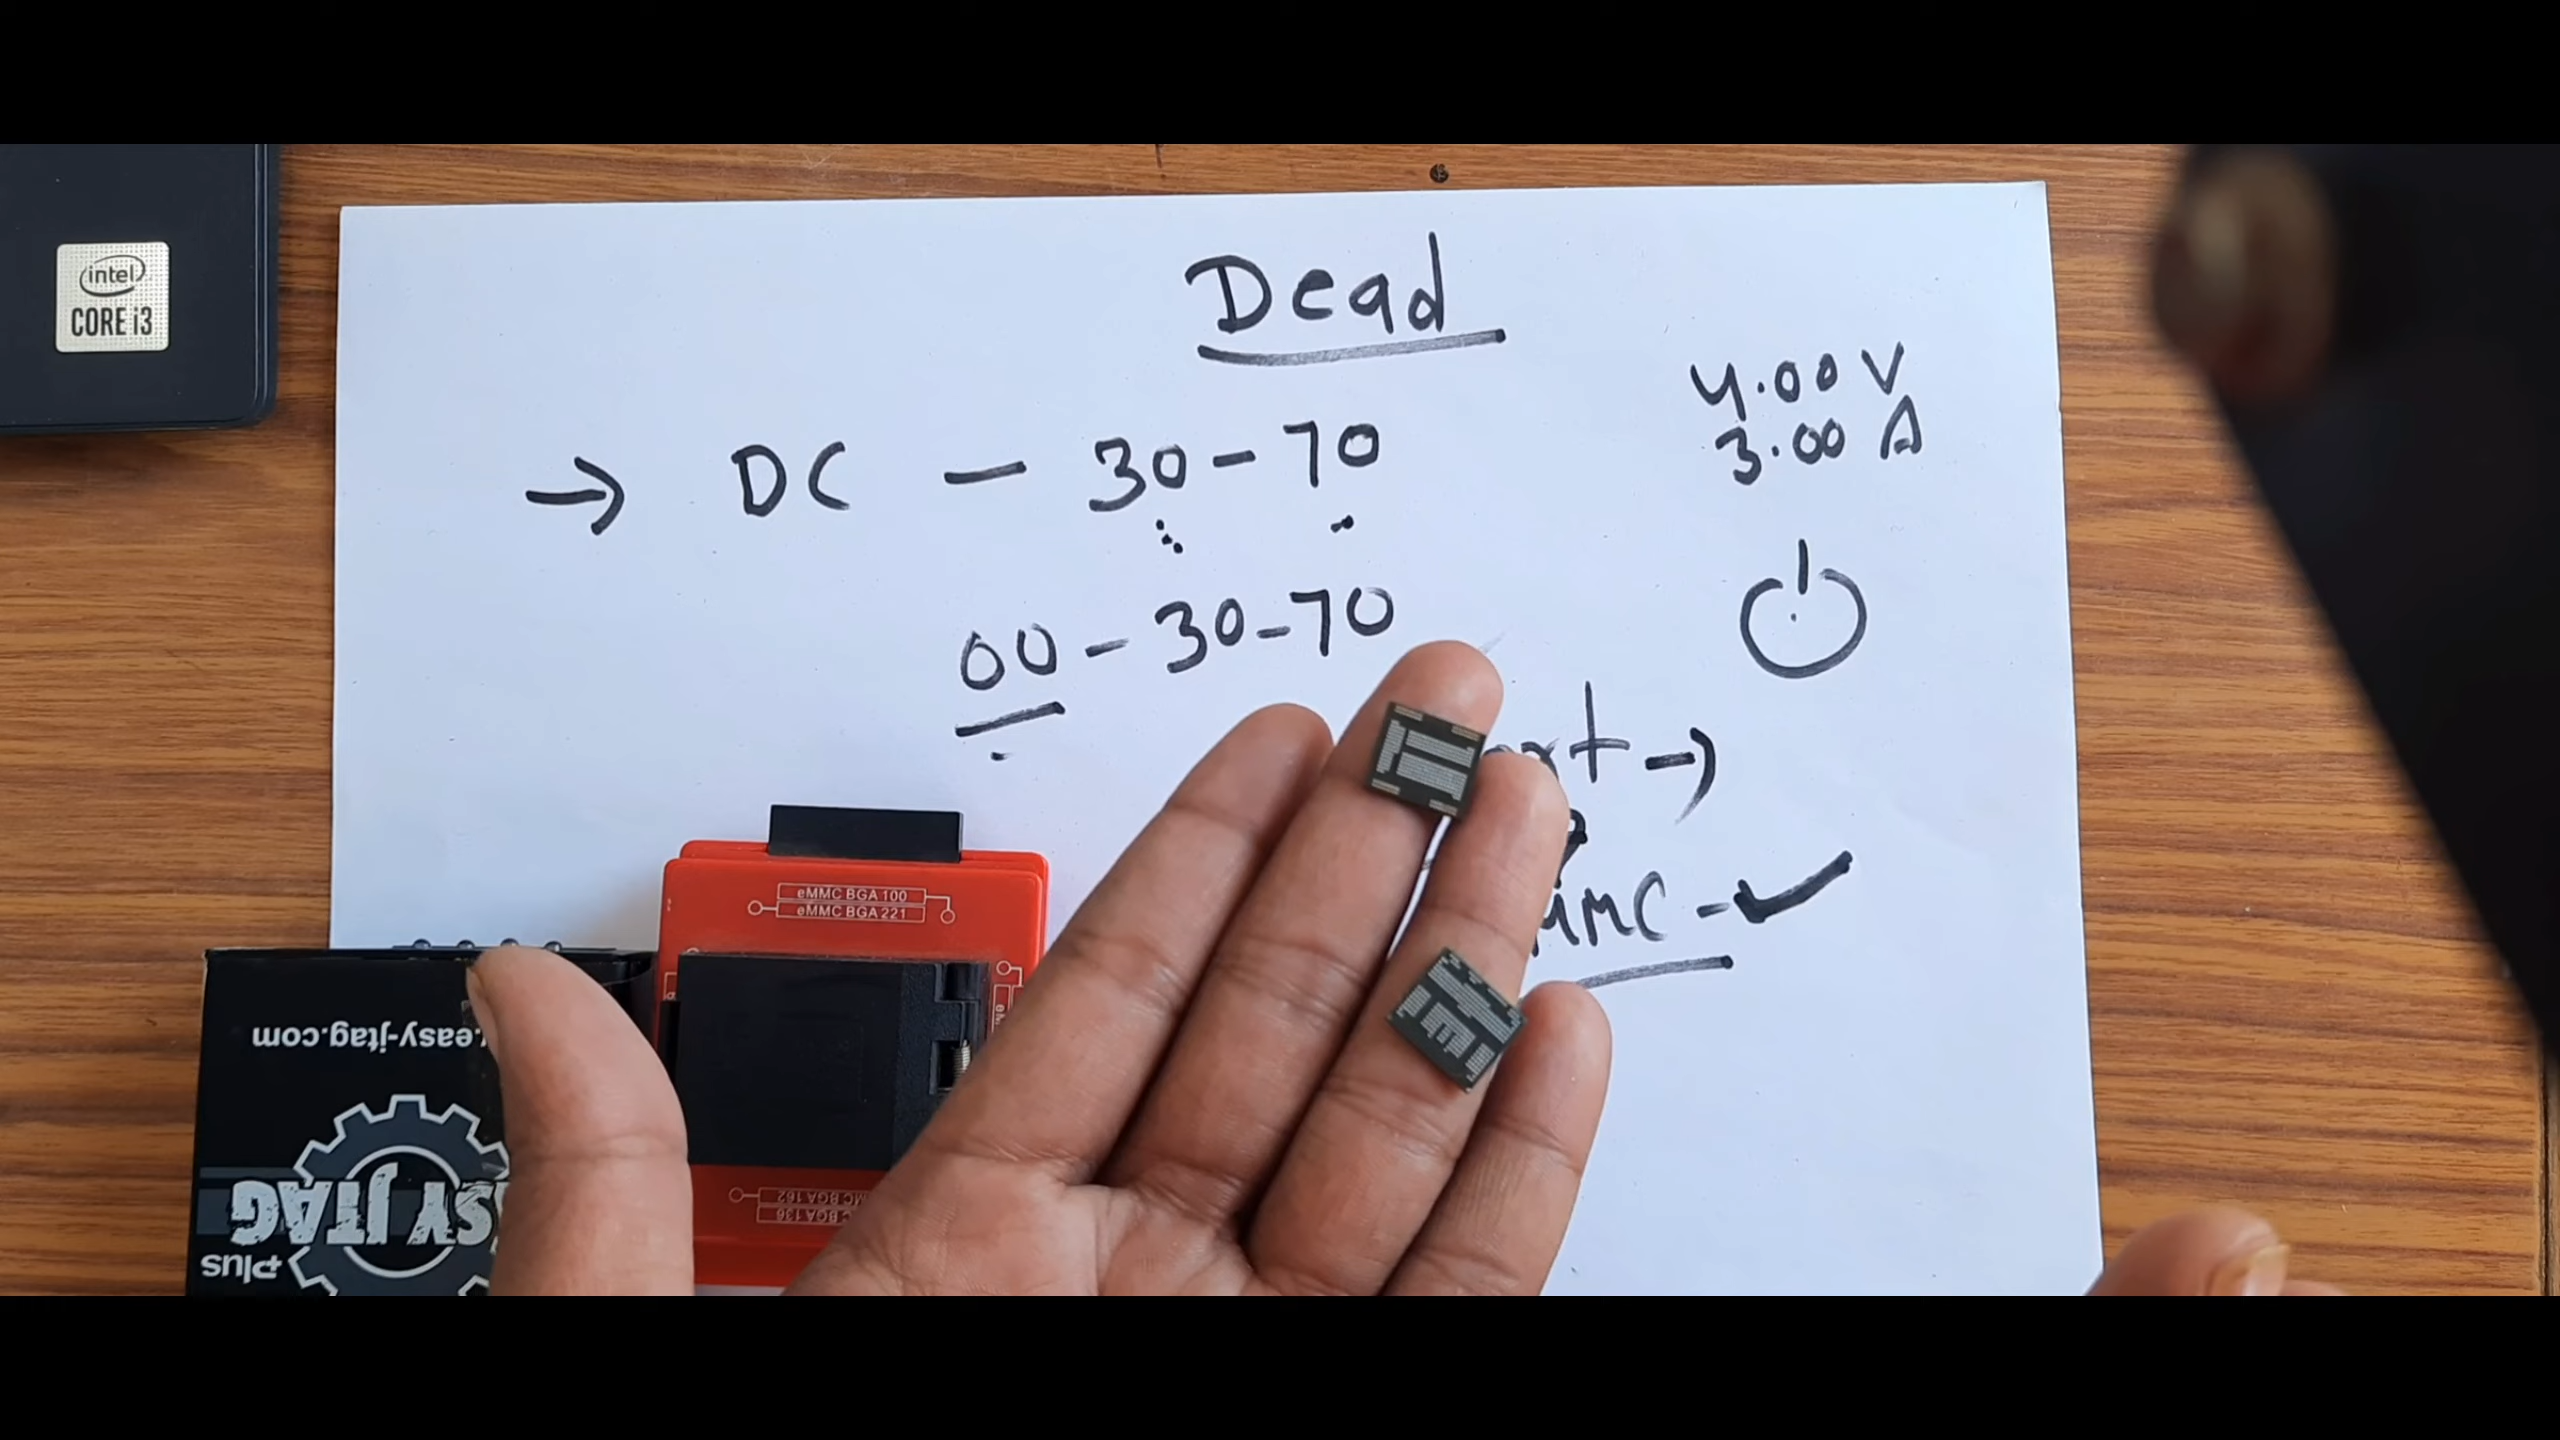 Dead
4.00 V
3.00 A
→ DC - 30-70
00 - 30-70
intel
CORE i3
eMMC BGA 100
eMMC BGA 221
.easy-jtag.com
Plus